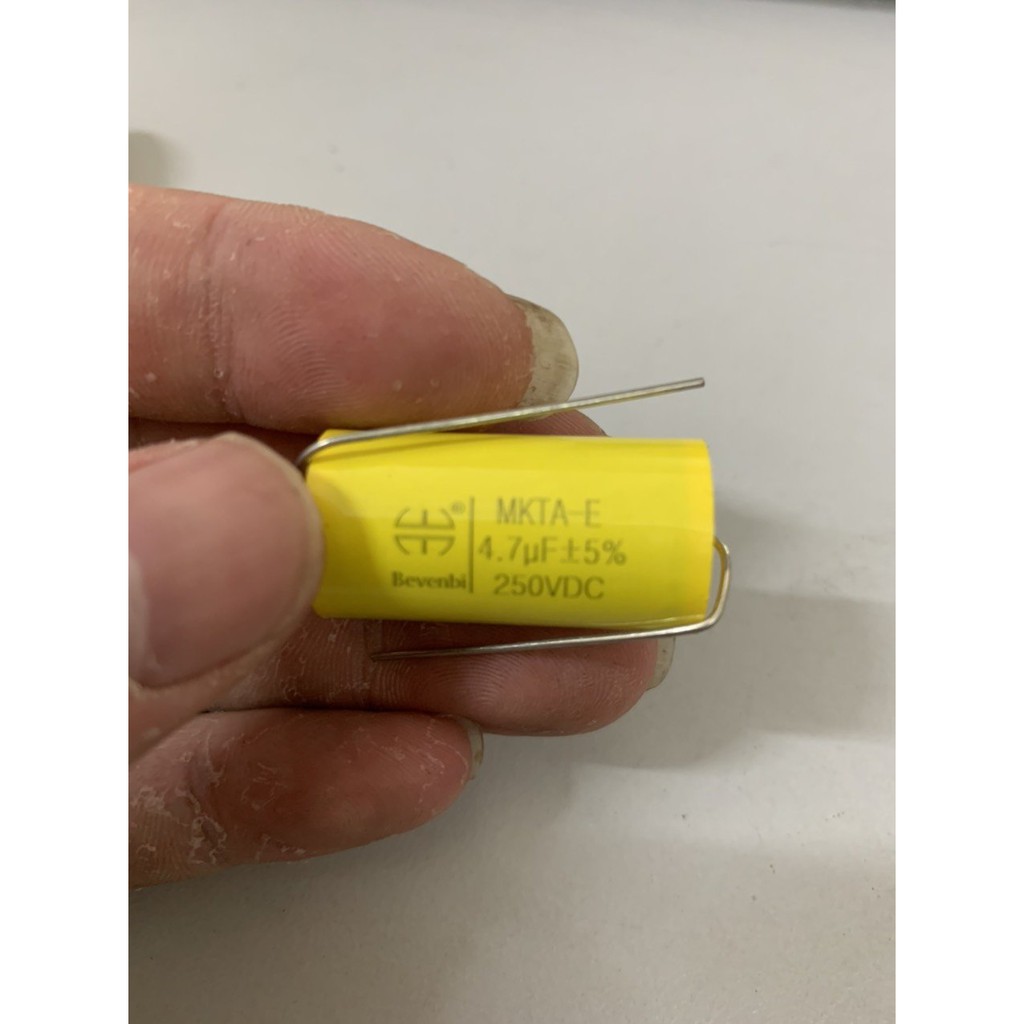 ®
Bevenbi
MKTA-E
4.7µF±5%
250VDC